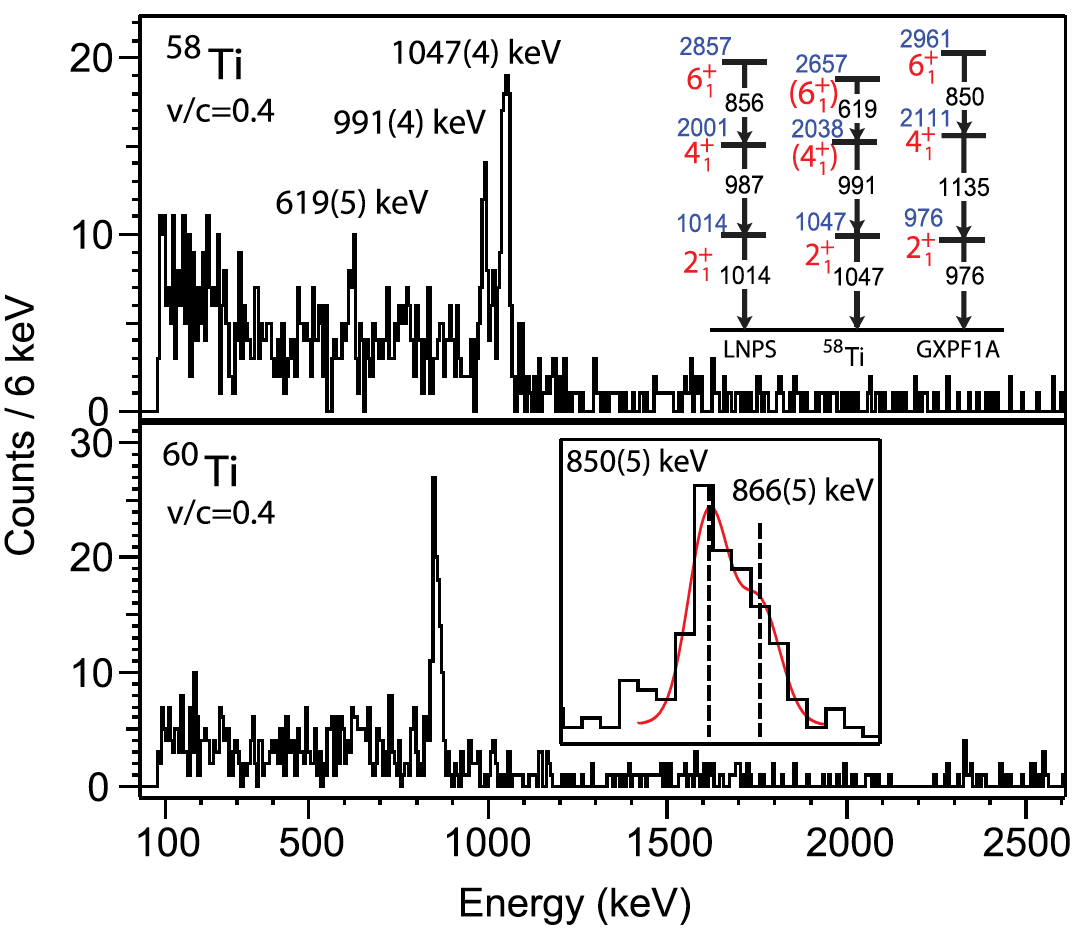 Counts / 6 keV
20
10
0
⁵⁸Ti
v/c=0.4
1047(4) keV
991(4) keV
619(5) keV
2857
6⁺₁
856
2001
4⁺₁
987
1014
2⁺₁
1014
LNPS
2657
(6⁺₁)
619
2038
(4⁺₁)
991
1047
2⁺₁
1047
⁵⁸Ti
2961
6⁺₁
850
2111
4⁺₁
1135
976
2⁺₁
976
GXPF1A
30
20
10
0
⁶⁰Ti
v/c=0.4
850(5) keV
866(5) keV
100 500 1000 1500 2000 2500
Energy (keV)